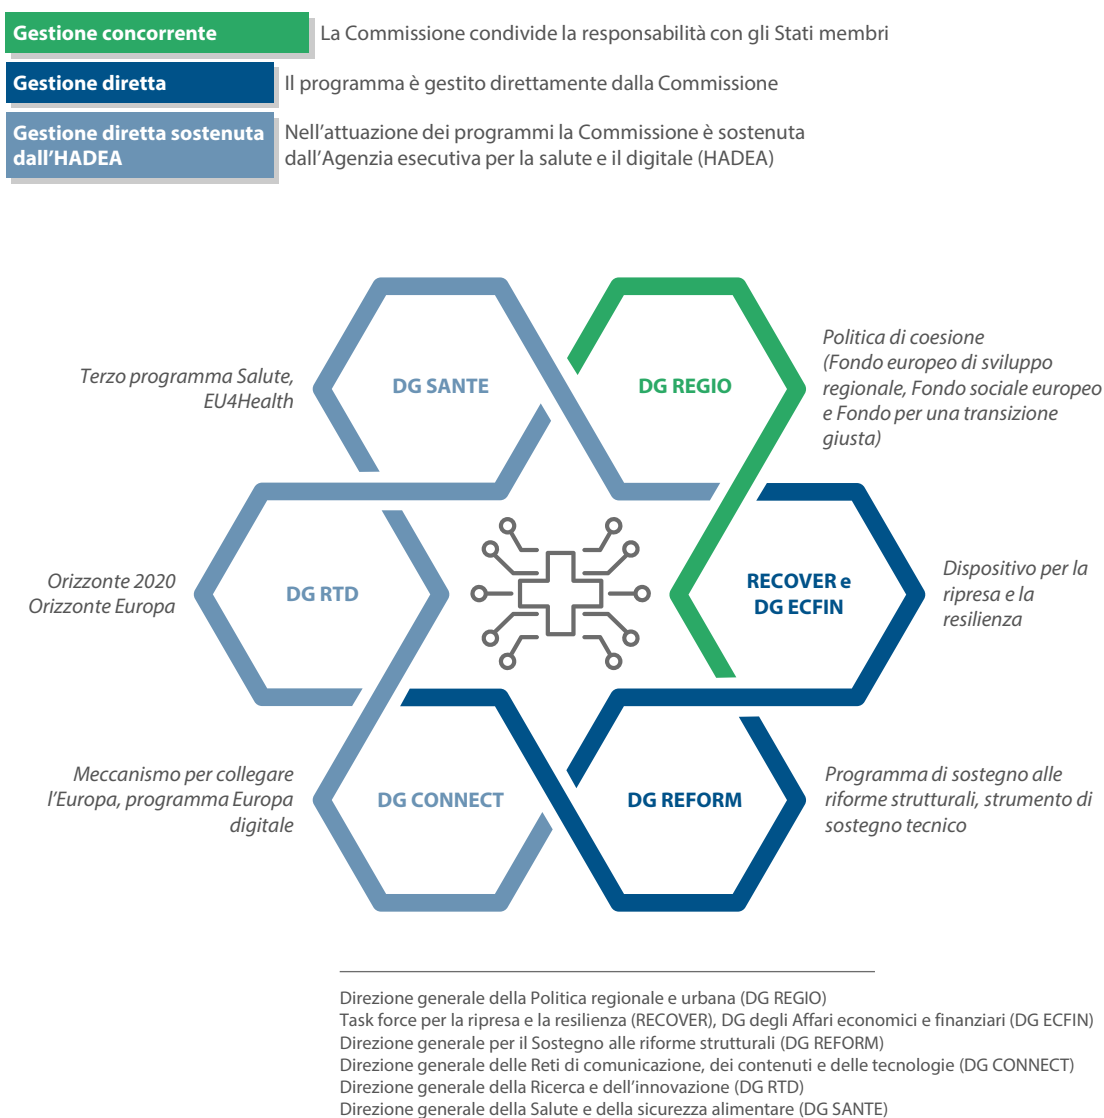 Gestione concorrente
La Commissione condivide la responsabilità con gli Stati membri
Gestione diretta
Il programma è gestito direttamente dalla Commissione
Gestione diretta sostenuta
dall'HADEA
Nell'attuazione dei programmi la Commissione è sostenuta
dall'Agenzia esecutiva per la salute e il digitale (HADEA)
Terzo programma Salute,
EU4Health
DG SANTE
DG REGIO
Politica di coesione
(Fondo europeo di sviluppo
regionale, Fondo sociale europeo
e Fondo per una transizione
giusta)
Orizzonte 2020
Orizzonte Europa
DG RTD
RECOVER e
DG ECFIN
Dispositivo per la
ripresa e la
resilienza
Meccanismo per collegare
l'Europa, programma Europa
digitale
DG CONNECT
DG REFORM
Programma di sostegno alle
riforme strutturali, strumento di
sostegno tecnico
Direzione generale della Politica regionale e urbana (DG REGIO)
Task force per la ripresa e la resilienza (RECOVER), DG degli Affari economici e finanziari (DG ECFIN)
Direzione generale per il Sostegno alle riforme strutturali (DG REFORM)
Direzione generale delle Reti di comunicazione, dei contenuti e delle tecnologie (DG CONNECT)
Direzione generale della Ricerca e dell'innovazione (DG RTD)
Direzione generale della Salute e della sicurezza alimentare (DG SANTE)